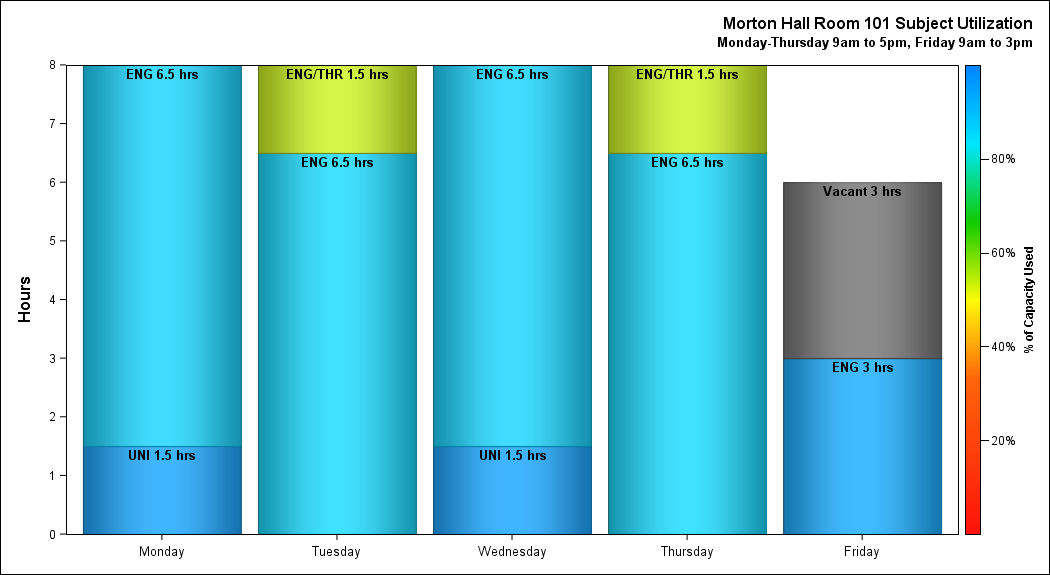 Morton Hall Room 101 Subject Utilization
Monday-Thursday 9am to 5pm, Friday 9am to 3pm
Hours
8
7
6
5
4
3
2
1
0
ENG 6.5 hrs
UNI 1.5 hrs
ENG/THR 1.5 hrs
ENG 6.5 hrs
ENG 6.5 hrs
UNI 1.5 hrs
ENG/THR 1.5 hrs
ENG 6.5 hrs
Vacant 3 hrs
ENG 3 hrs
Monday
Tuesday
Wednesday
Thursday
Friday
80%
60%
40%
20%
% of Capacity Used